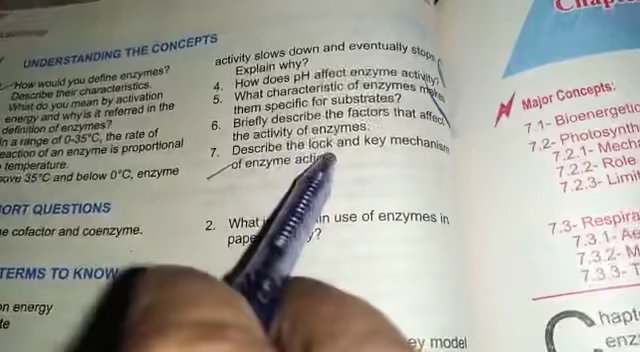 UNDERSTANDING THE CONCEPTS
How would you define enzymes?
Describe their characteristics.
What do you mean by activation
energy and why is it referred in the
definition of enzymes?
In a range of 0-35°C, the rate of
reaction of an enzyme is proportional
temperature.
35°C and below 0°C, enzyme
activity slows down and eventually stops
Explain why?
4. How does pH affect enzyme activity?
5. What characteristic of enzymes makes
them specific for substrates?
6. Briefly describe the factors that affect
the activity of enzymes.
7. Describe the lock and key mechanism
of enzyme
ORT QUESTIONS
cofactor and coenzyme.
2. What in use of enzymes in
pape y?
TERMS TO KNOW
energy
ey model
Major Concepts:
7.1- Bioenergeti
7.2- Photosynth
7.2.1- Mecha
7.2.2- Role
7.2.3- Limit
7.3- Respira
7.3.1- Ae
7.3.2- M
7.3.3- T
hapt
enz